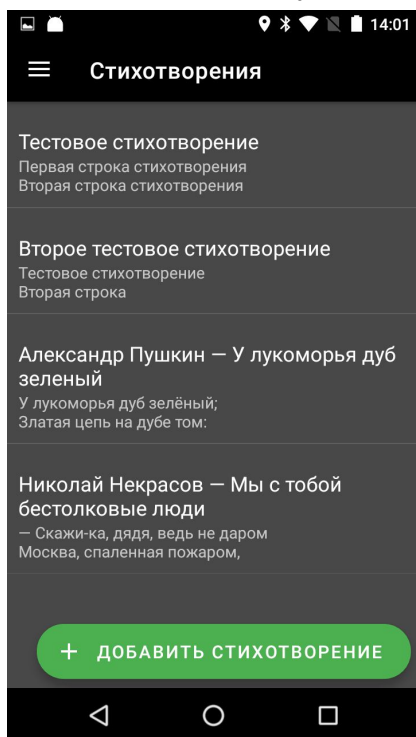 14:01
Стихотворения
Тестовое стихотворение
Первая строка стихотворения
Вторая строка стихотворения
Второе тестовое стихотворение
Тестовое стихотворение
Вторая строка
Александр Пушкин — У лукоморья дуб
зеленый
У лукоморья дуб зелёный;
Златая цепь на дубе том:
Николай Некрасов — Мы с тобой
бестолковые люди
— Скажи-ка, дядя, ведь не даром
Москва, спаленная пожаром,
+ ДОБАВИТЬ СТИХОТВОРЕНИЕ